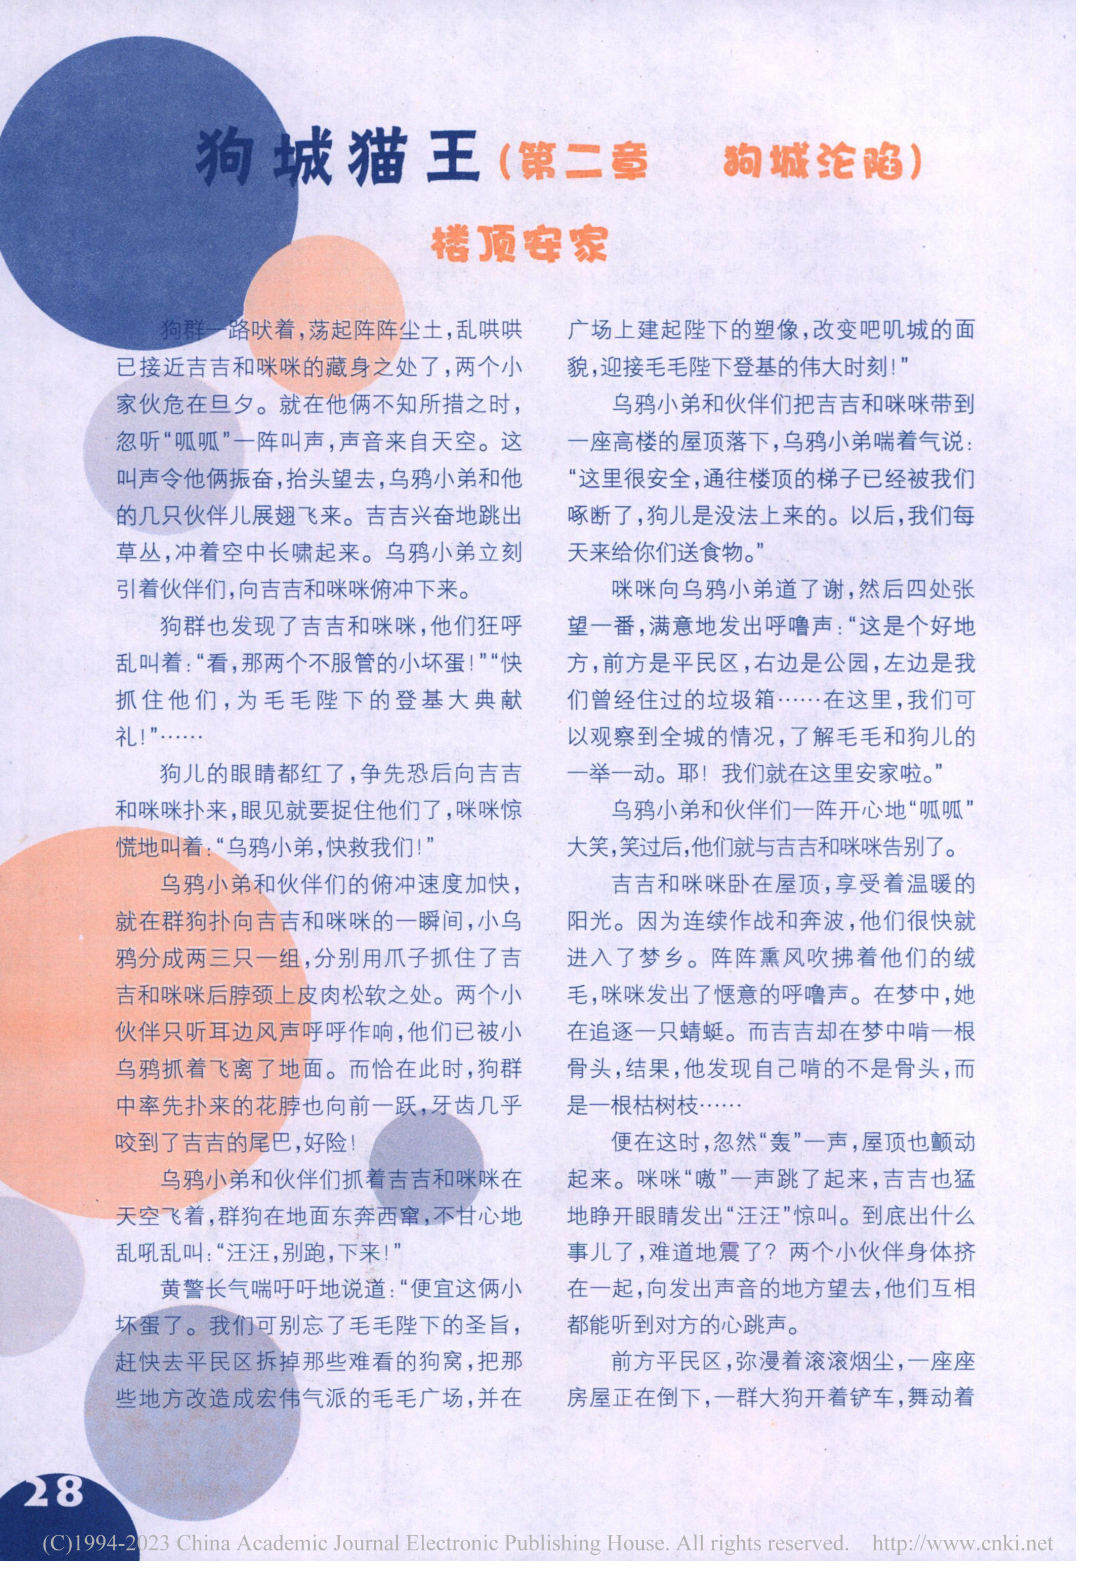 狗城猫王(第二章 狗城沦陷)
楼顶安家
狗群一路吠着,荡起阵阵尘土,乱哄哄
已接近吉吉和咪咪的藏身之处了,两个小
家伙危在旦夕。就在他俩不知所措之时,
忽听“呱呱”一阵叫声,声音来自天空。这
叫声令他俩振奋,抬头望去,乌鸦小弟和他
的几只伙伴儿展翅飞来。吉吉兴奋地跳出
草丛,冲着空中长啸起来。乌鸦小弟立刻
引着伙伴们,向吉吉和咪咪俯冲下来。
狗群也发现了吉吉和咪咪,他们狂呼
乱叫着:“看,那两个不服管的小坏蛋!”“快
抓住他们,为毛毛陛下的登基大典献
礼!”……
狗儿的眼睛都红了,争先恐后向吉吉
和咪咪扑来,眼见就要捉住他们了,咪咪惊
慌地叫着:“乌鸦小弟,快救我们!”
乌鸦小弟和伙伴们的俯冲速度加快,
就在群狗扑向吉吉和咪咪的一瞬间,小乌
鸦分成两三只一组,分别用爪子抓住了吉
吉和咪咪后脖颈上皮肉松软之处。两个小
伙伴只听耳边风声呼呼作响,他们已被小
乌鸦抓着飞离了地面。而恰在此时,狗群
中率先扑来的花脖也向前一跃,牙齿几乎
咬到了吉吉的尾巴,好险!
乌鸦小弟和伙伴们抓着吉吉和咪咪在
天空飞着,群狗在地面东奔西窜,不甘心地
乱吼乱叫:“汪汪,别跑,下来!”
黄警长气喘吁吁地说道:“便宜这俩小
坏蛋了。我们可别忘了毛毛陛下的圣旨,
赶快去平民区拆掉那些难看的狗窝,把那
些地方改造成宏伟气派的毛毛广场,并在
广场上建起陛下的塑像,改变吧叽城的面
貌,迎接毛毛陛下登基的伟大时刻!”
乌鸦小弟和伙伴们把吉吉和咪咪带到
一座高楼的屋顶落下,乌鸦小弟喘着气说:
“这里很安全,通往楼顶的梯子已经被我们
啄断了,狗儿是没法上来的。以后,我们每
天来给你们送食物。”
咪咪向乌鸦小弟道了谢,然后四处张
望一番,满意地发出呼噜声:“这是个好地
方,前方是平民区,右边是公园,左边是我
们曾经住过的垃圾箱……在这里,我们可
以观察到全城的情况,了解毛毛和狗儿的
一举一动。耶! 我们就在这里安家啦。”
乌鸦小弟和伙伴们一阵开心地“呱呱”
大笑,笑过后,他们就与吉吉和咪咪告别了。
吉吉和咪咪卧在屋顶,享受着温暖的
阳光。因为连续作战和奔波,他们很快就
进入了梦乡。阵阵熏风吹拂着他们的绒
毛,咪咪发出了惬意的呼噜声。在梦中,她
在追逐一只蜻蜓。而吉吉却在梦中啃一根
骨头,结果,他发现自己啃的不是骨头,而
是一根枯树枝……
便在这时,忽然“轰”一声,屋顶也颤动
起来。咪咪“嗷”一声跳了起来,吉吉也猛
地睁开眼睛发出“汪汪”惊叫。到底出什么
事儿了,难道地震了? 两个小伙伴身体挤
在一起,向发出声音的地方望去,他们互相
都能听到对方的心跳声。
前方平民区,弥漫着滚滚烟尘,一座座
房屋正在倒下,一群大狗开着铲车,舞动着
28
(C)1994-2023 China Academic Journal Electronic Publishing House. All rights reserved. http://www.cnki.net